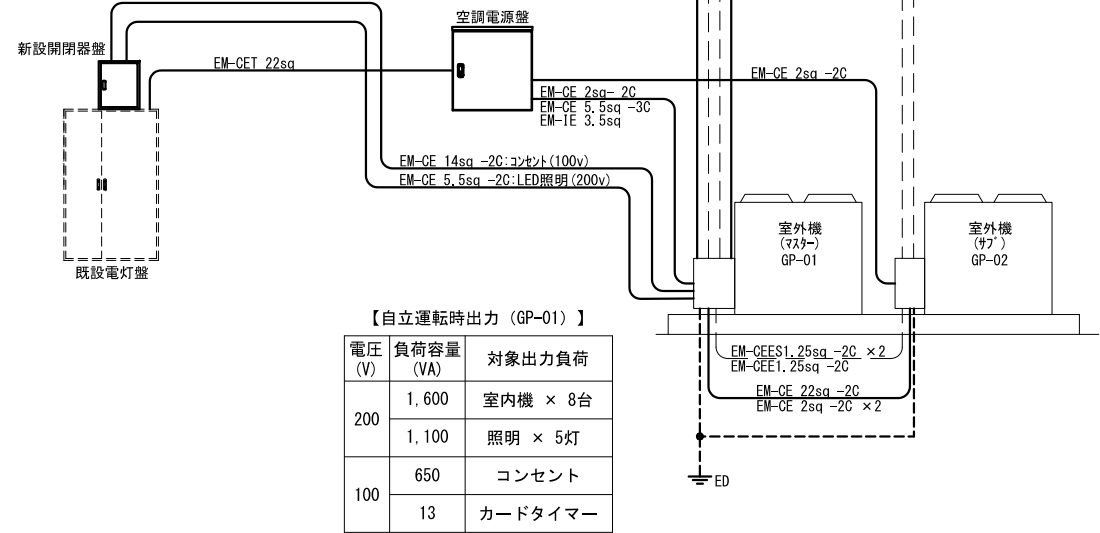 空調電源盤
新設開閉器盤
EM-CET 22sq
EM-CE 2sq -2C
EM-CE 2sq- 2C
EM-CE 5.5sq -3C
EM-IE 3.5sq
EM-CE 14sq -2C:コンセント(100v)
EM-CE 5.5sq -2C:LED照明(200v)
既設電灯盤
室外機
(マスター)
GP-01
室外機
(サブ)
GP-02
【自立運転時出力（GP-01）】
電圧
(V)
負荷容量
(VA)
対象出力負荷
200
1,600
室内機 × 8台
1,100
照明 × 5灯
100
650
コンセント
13
カードタイマー
EM-CEES1.25sq -2C ×2
EM-CEE1.25sq -2C
EM-CE 22sq -2C
EM-CE 2sq -2C ×2
ED